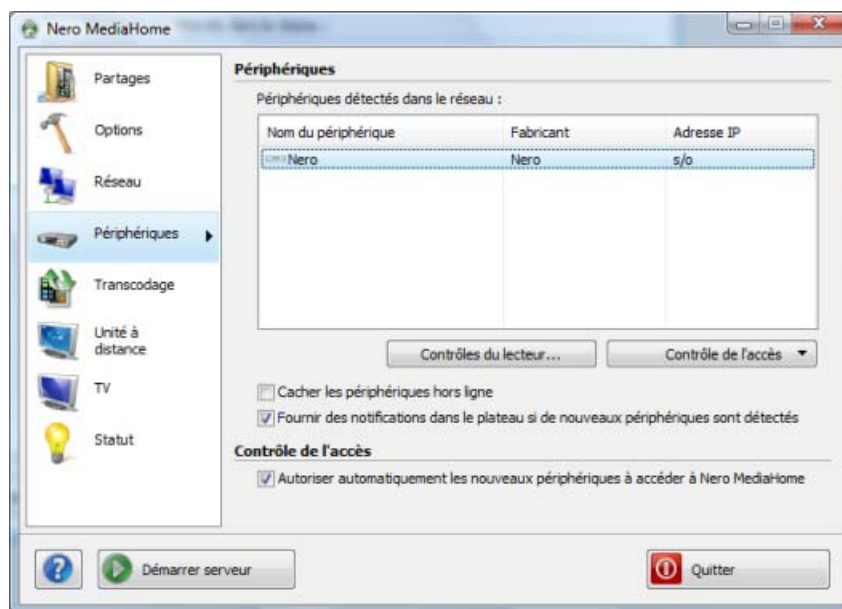 Nero MediaHome
Partages
Options
Réseau
Périphériques
Transcodage
Unité à
distance
TV
Statut
Périphériques
Périphériques détectés dans le réseau :
Nom du périphérique Fabricant Adresse IP
Nero Nero s/o
Contrôles du lecteur... Contrôle de l'accès
Cacher les périphériques hors ligne
Fournir des notifications dans le plateau si de nouveaux périphériques sont détectés
Contrôle de l'accès
Autoriser automatiquement les nouveaux périphériques à accéder à Nero MediaHome
Démarrer serveur Quitter